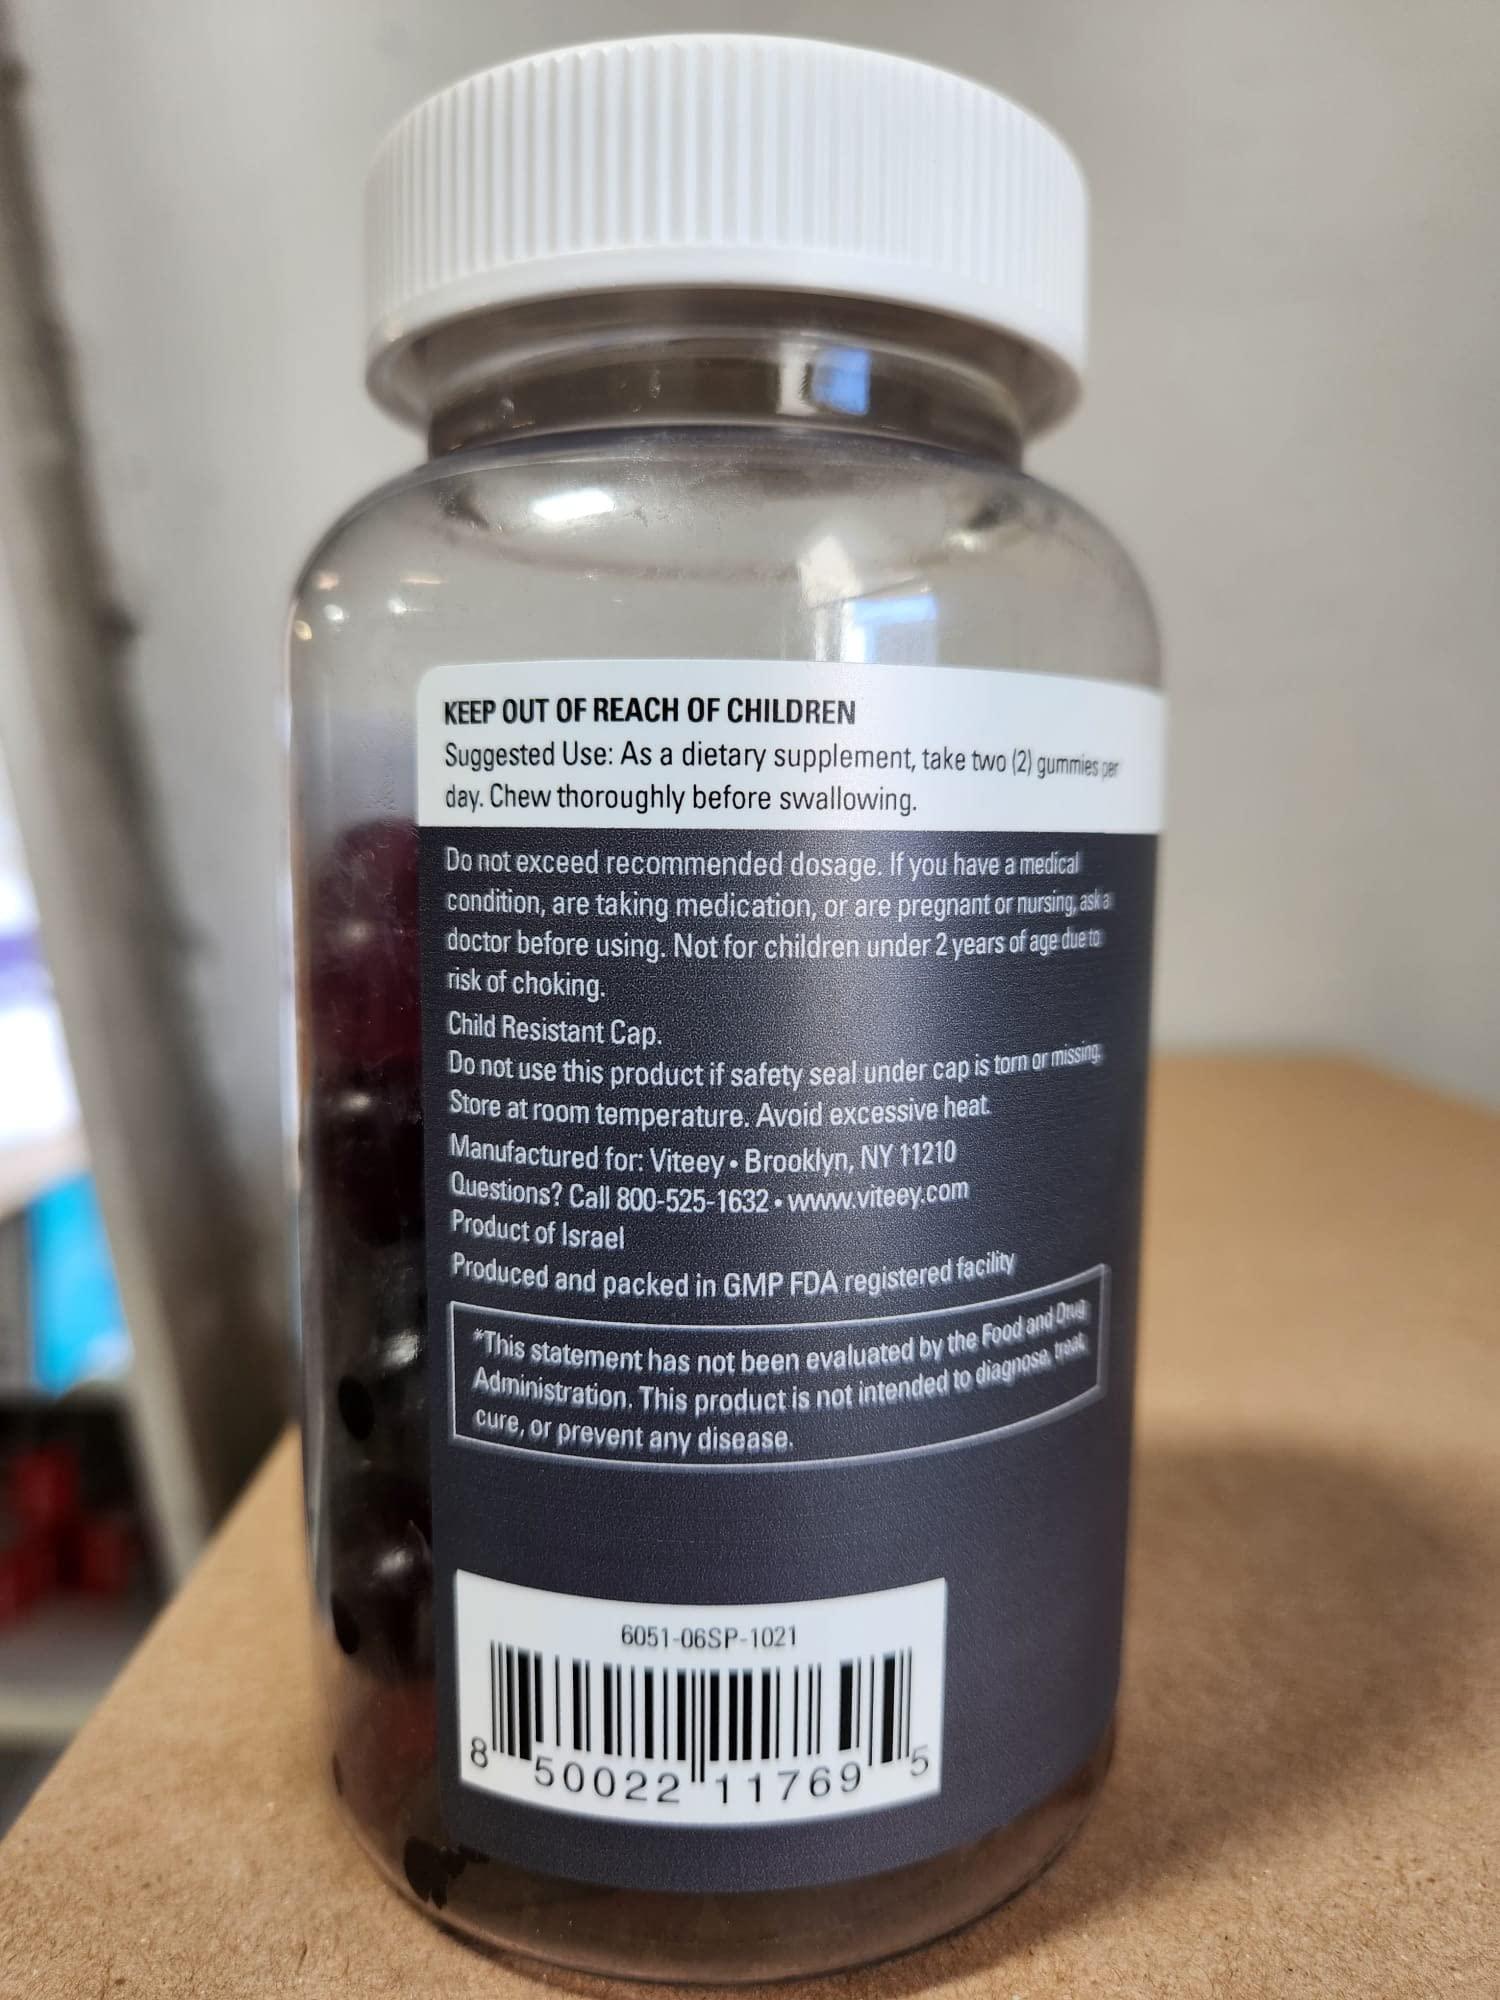 KEEP OUT OF REACH OF CHILDREN
Suggested Use: As a dietary supplement, take two (2) gummies per
day. Chew thoroughly before swallowing.
Do not exceed recommended dosage. If you have a medical
condition, are taking medication, or are pregnant or nursing, ask a
doctor before using. Not for children under 2 years of age due to
risk of choking.
Child Resistant Cap.
Do not use this product if safety seal under cap is torn or missing.
Store at room temperature. Avoid excessive heat.
Manufactured for: Viteey • Brooklyn, NY 11210
Questions? Call 800-525-1632 • www.viteey.com
Product of Israel
Produced and packed in GMP FDA registered facility
*This statement has not been evaluated by the Food and Drug
Administration. This product is not intended to diagnose, treat,
cure, or prevent any disease.
6051-06SP-1021
8 50022 11769 5